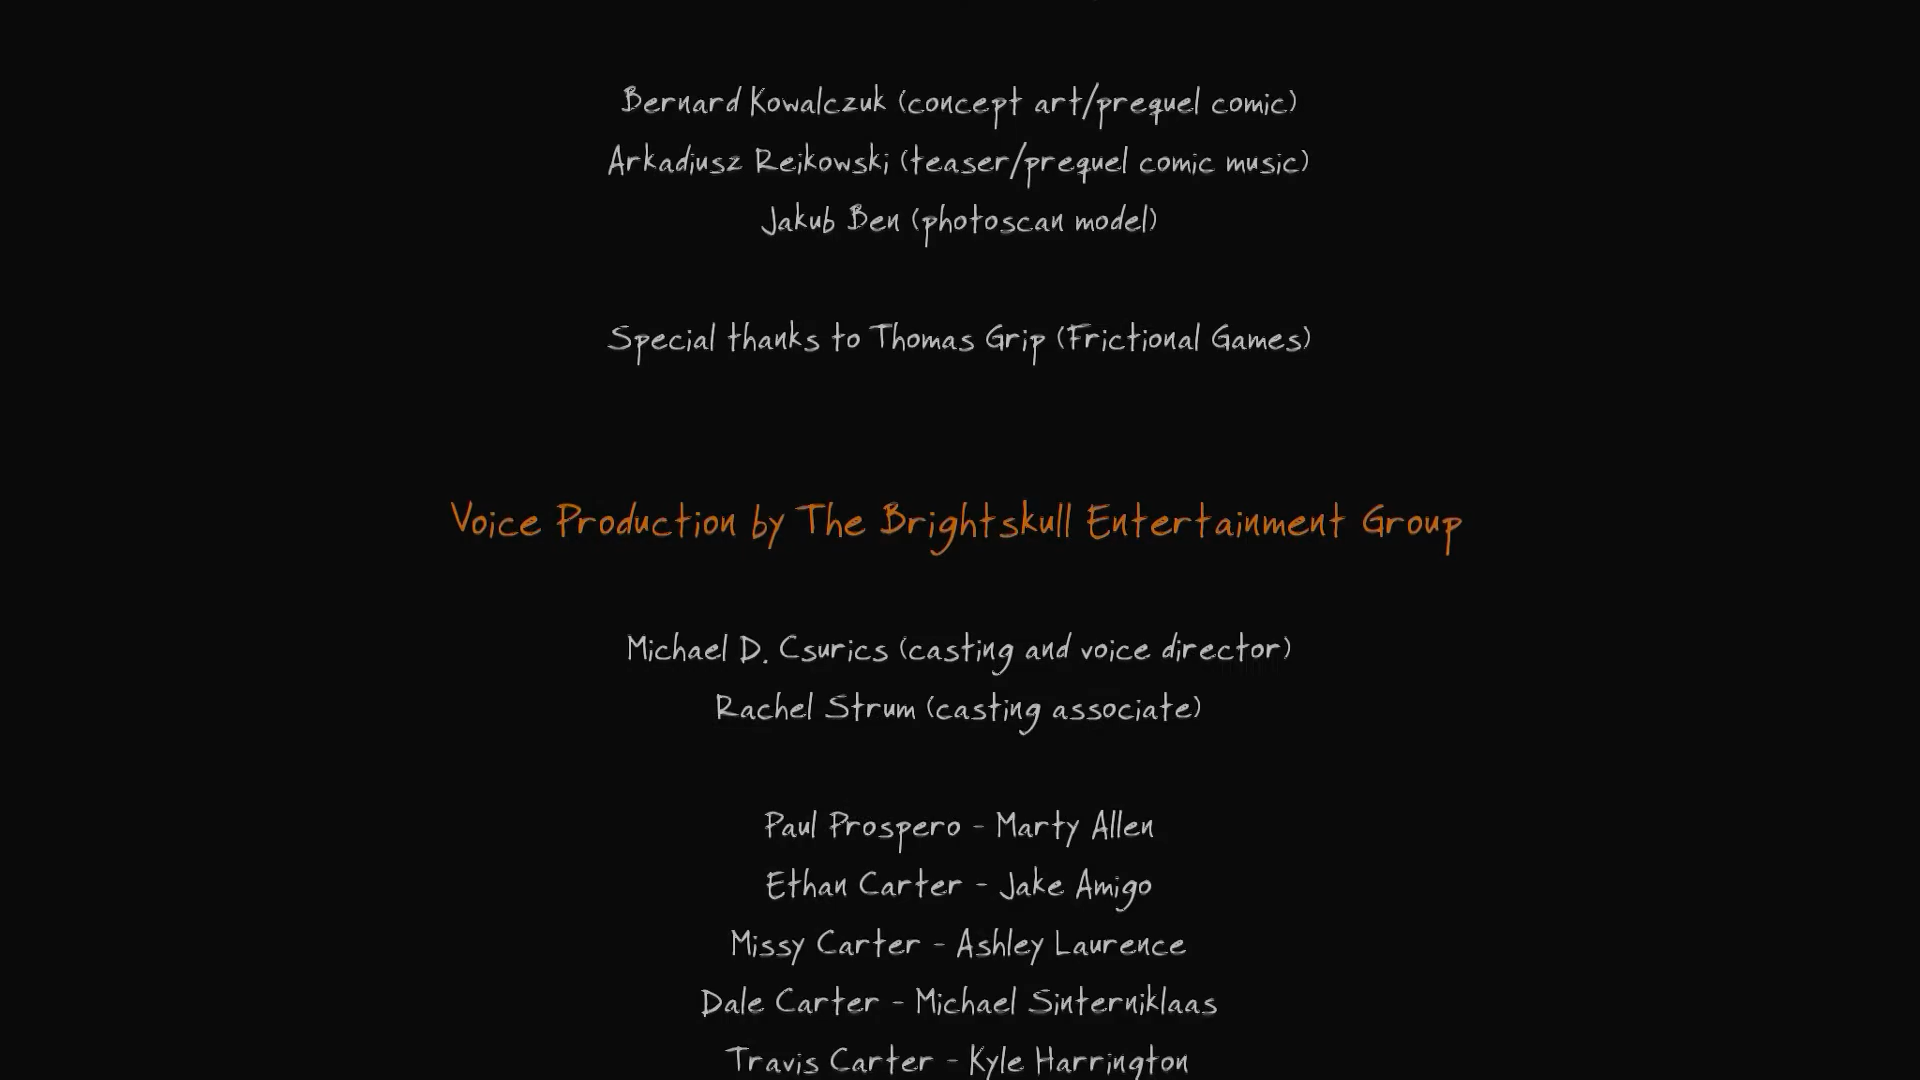 Bernard Kowalczuk (concept art/prequel comic)
Arkadiusz Reikowski (teaser/prequel comic music)
Jakub Ben (photoscan model)
Special thanks to Thomas Grip (Frictional Games)
Voice Production by The Brightskull Entertainment Group
Michael D. Csurics (casting and voice director)
Rachel Strum (casting associate)
Paul Prospero - Marty Allen
Ethan Carter - Jake Amigo
Missy Carter - Ashley Laurence
Dale Carter - Michael Sinterniklaas
Travis Carter - Kyle Harrington